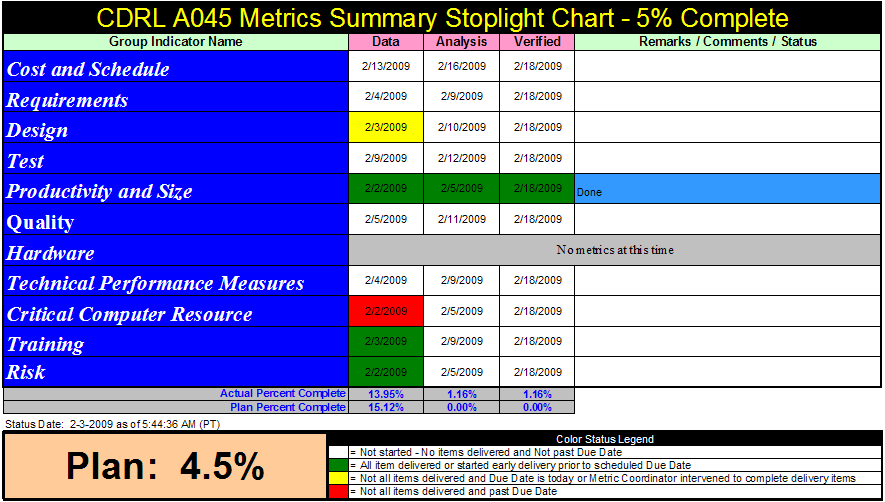 CDRL A045 Metrics Summary Stoplight Chart - 5% Complete
Group Indicator Name Data Analysis Verified Remarks / Comments / Status
Cost and Schedule 2/13/2009 2/16/2009 2/18/2009
Requirements 2/4/2009 2/9/2009 2/18/2009
Design 2/3/2009 2/10/2009 2/18/2009
Test 2/9/2009 2/12/2009 2/18/2009
Productivity and Size 2/2/2009 2/5/2009 2/18/2009 Done
Quality 2/5/2009 2/11/2009 2/18/2009
Hardware No metrics at this time
Technical Performance Measures 2/4/2009 2/9/2009 2/18/2009
Critical Computer Resource 2/2/2009 2/5/2009 2/18/2009
Training 2/3/2009 2/9/2009 2/18/2009
Risk 2/2/2009 2/5/2009 2/18/2009
Actual Percent Complete 13.95% 1.16% 1.16%
Plan Percent Complete 15.12% 0.00% 0.00%
Status Date: 2-3-2009 as of 5:44:36 AM (PT)
Plan: 4.5%
Color Status Legend
= Not started - No items delivered and Not past Due Date
= All item delivered or started early delivery prior to scheduled Due Date
= Not all items delivered and Due Date is today or Metric Coordinator intervened to complete delivery items
= Not all items delivered and past Due Date